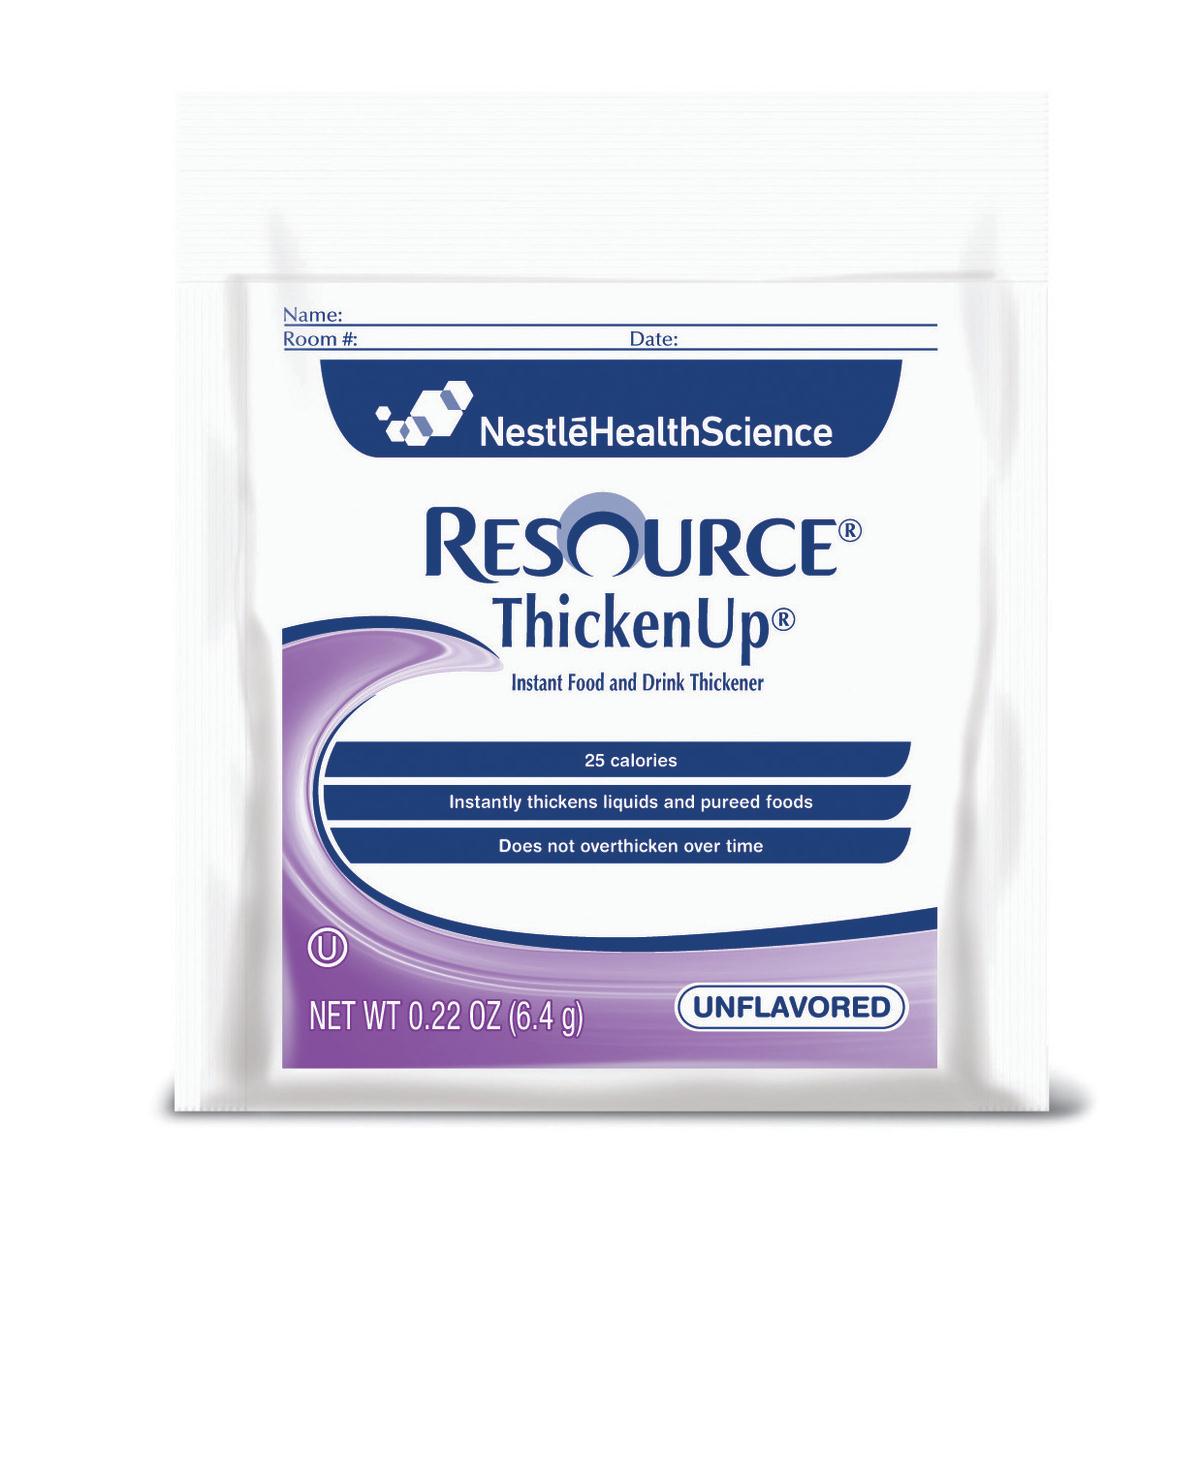 Name:
Room #: Date:
NestléHealthScience
RESOURCE®
ThickenUp®
Instant Food and Drink Thickener
25 calories
Instantly thickens liquids and pureed foods
Does not overthicken over time
U
NET WT 0.22 OZ (6.4 g)
UNFLAVORED